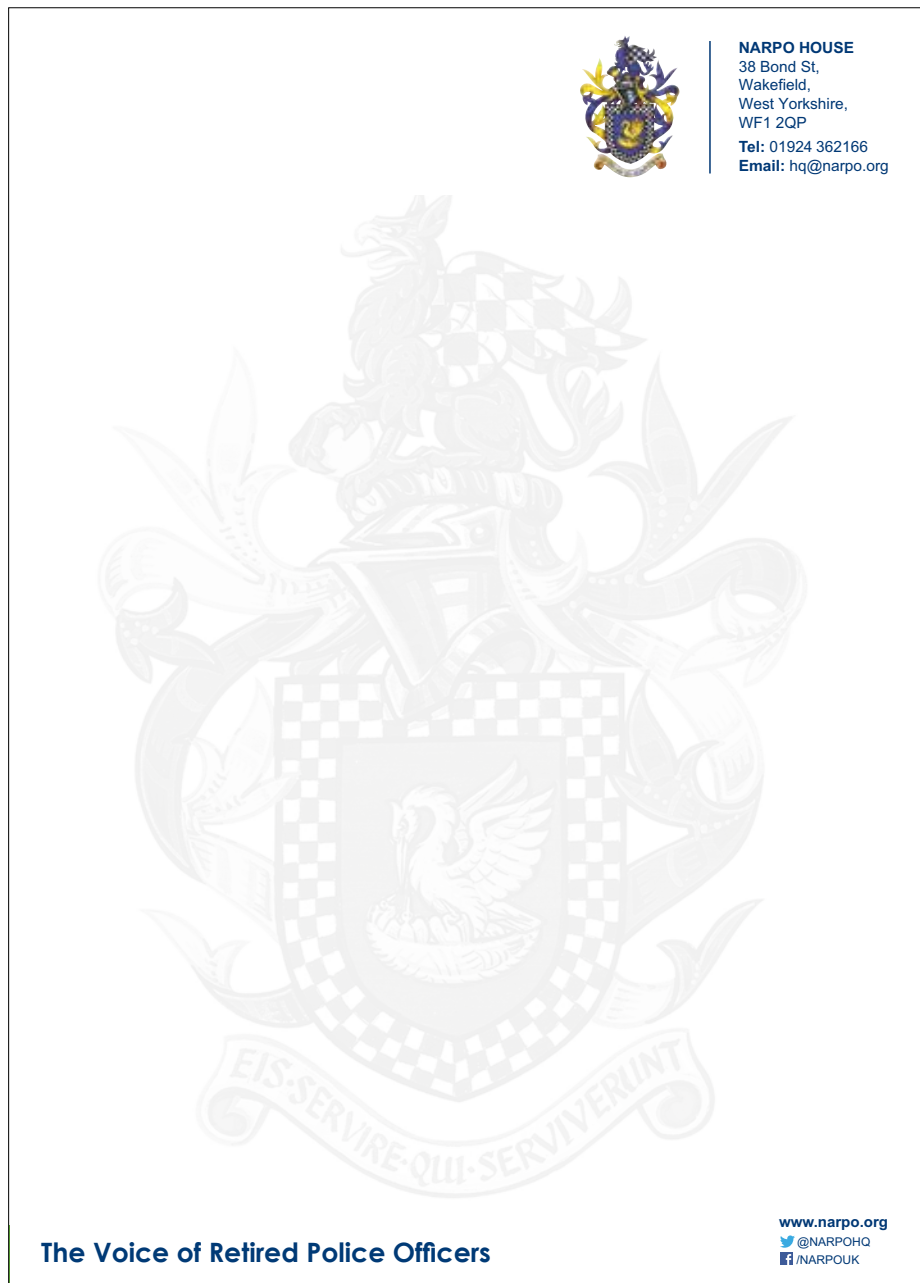 NARPO HOUSE
38 Bond St,
Wakefield,
West Yorkshire,
WF1 2QP
Tel: 01924 362166
Email: hq@narpo.org
EIS·SERVIRE·QUI·SERVIVERUNT
The Voice of Retired Police Officers
www.narpo.org
@NARPOHQ
/NARPOUK